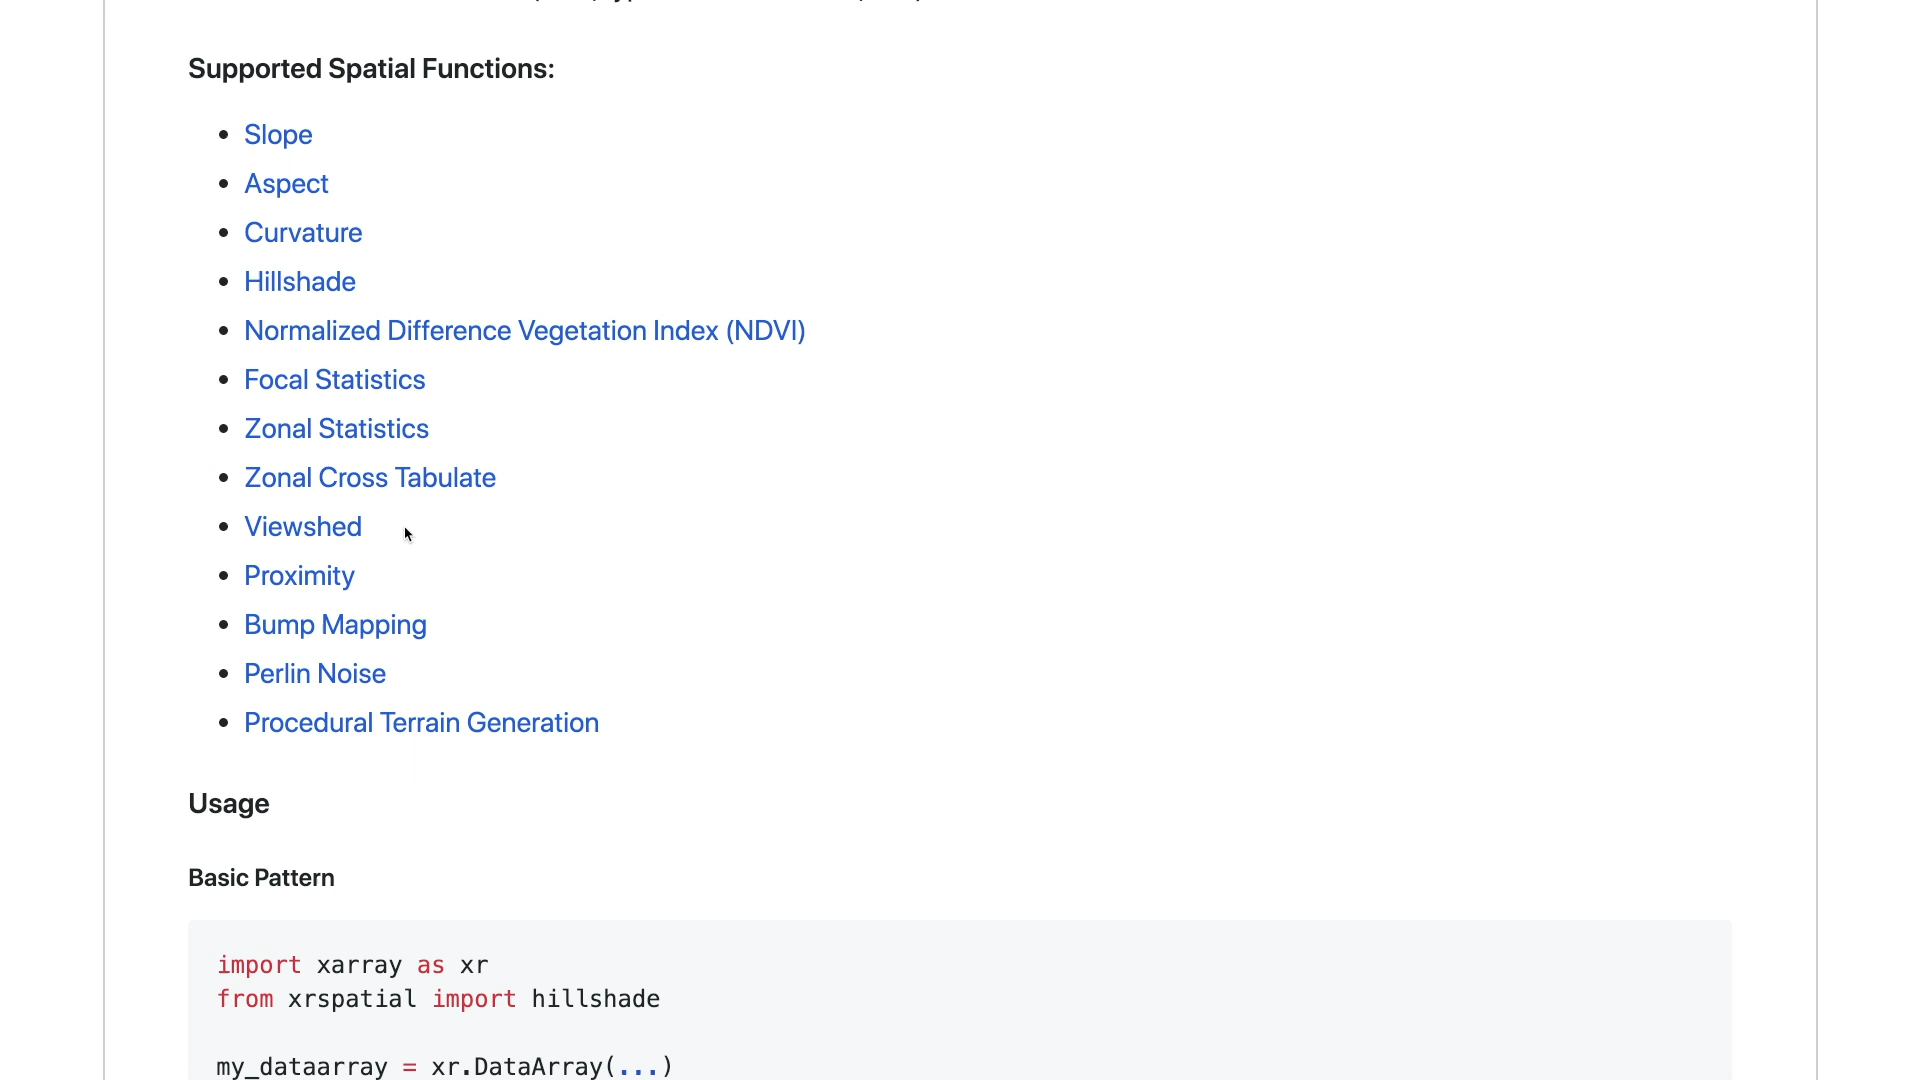 Supported Spatial Functions:
Slope
Aspect
Curvature
Hillshade
Normalized Difference Vegetation Index (NDVI)
Focal Statistics
Zonal Statistics
Zonal Cross Tabulate
Viewshed
Proximity
Bump Mapping
Perlin Noise
Procedural Terrain Generation
Usage
Basic Pattern
import xarray as xr
from xrspatial import hillshade
my_dataarray = xr.DataArray(...)